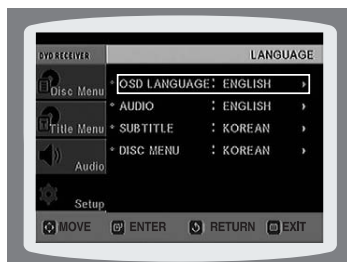 DVD RECEIVER LANGUAGE
Disc Menu
Title Menu
Audio
Setup
OSD LANGUAGE : ENGLISH
AUDIO : ENGLISH
SUBTITLE : KOREAN
DISC MENU : KOREAN
MOVE ENTER RETURN EXIT